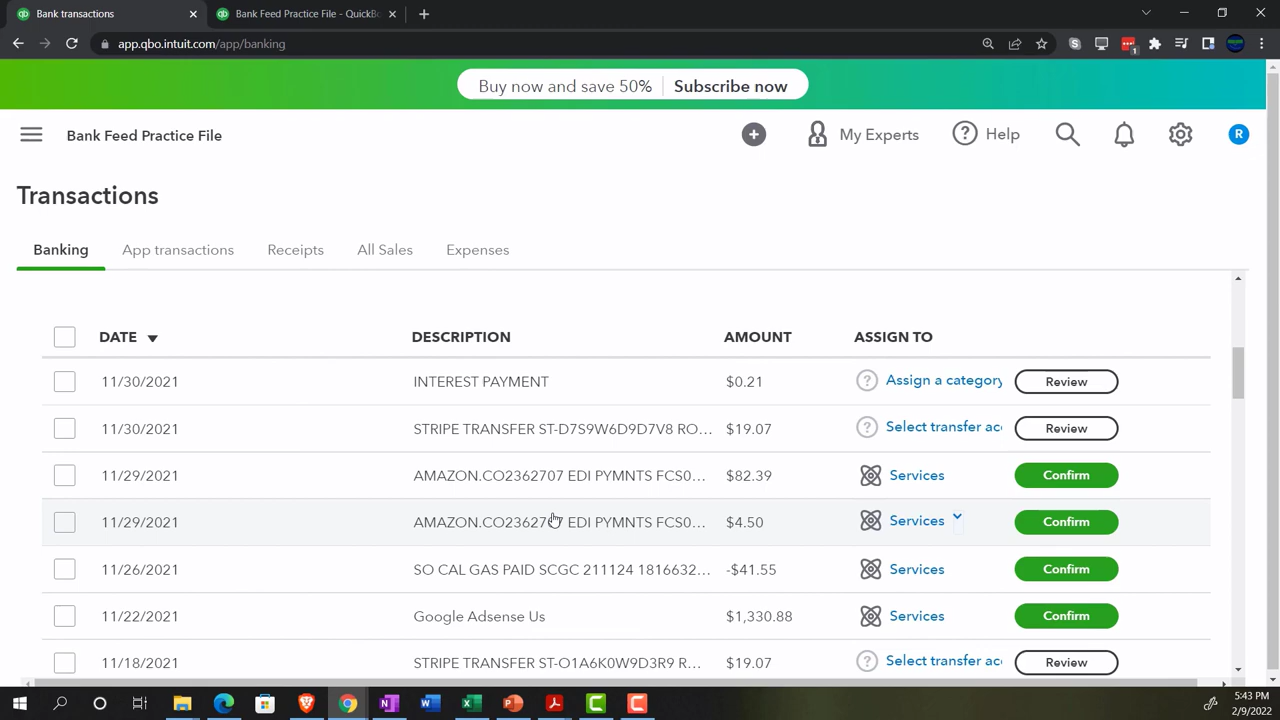 Bank transactions
Bank Feed Practice File - QuickBo
app.qbo.intuit.com/app/banking
1
Buy now and save 50% Subscribe now
Bank Feed Practice File
My Experts
Help
R
Transactions
Banking
App transactions
Receipts
All Sales
Expenses
DATE DESCRIPTION AMOUNT ASSIGN TO
11/30/2021 INTEREST PAYMENT $0.21 Assign a category Review
11/30/2021 STRIPE TRANSFER ST-D7S9W6D9D7V8 RO... $19.07 Select transfer acc Review
11/29/2021 AMAZON.CO2362707 EDI PYMNTS FCS0... $82.39 Services Confirm
11/29/2021 AMAZON.CO2362707 EDI PYMNTS FCS0... $4.50 Services Confirm
11/26/2021 SO CAL GAS PAID SCGC 211124 1816632... -$41.55 Services Confirm
11/22/2021 Google Adsense Us $1,330.88 Services Confirm
11/18/2021 STRIPE TRANSFER ST-O1A6K0W9D3R9 R... $19.07 Select transfer acc Review
5:43 PM
2/9/2022